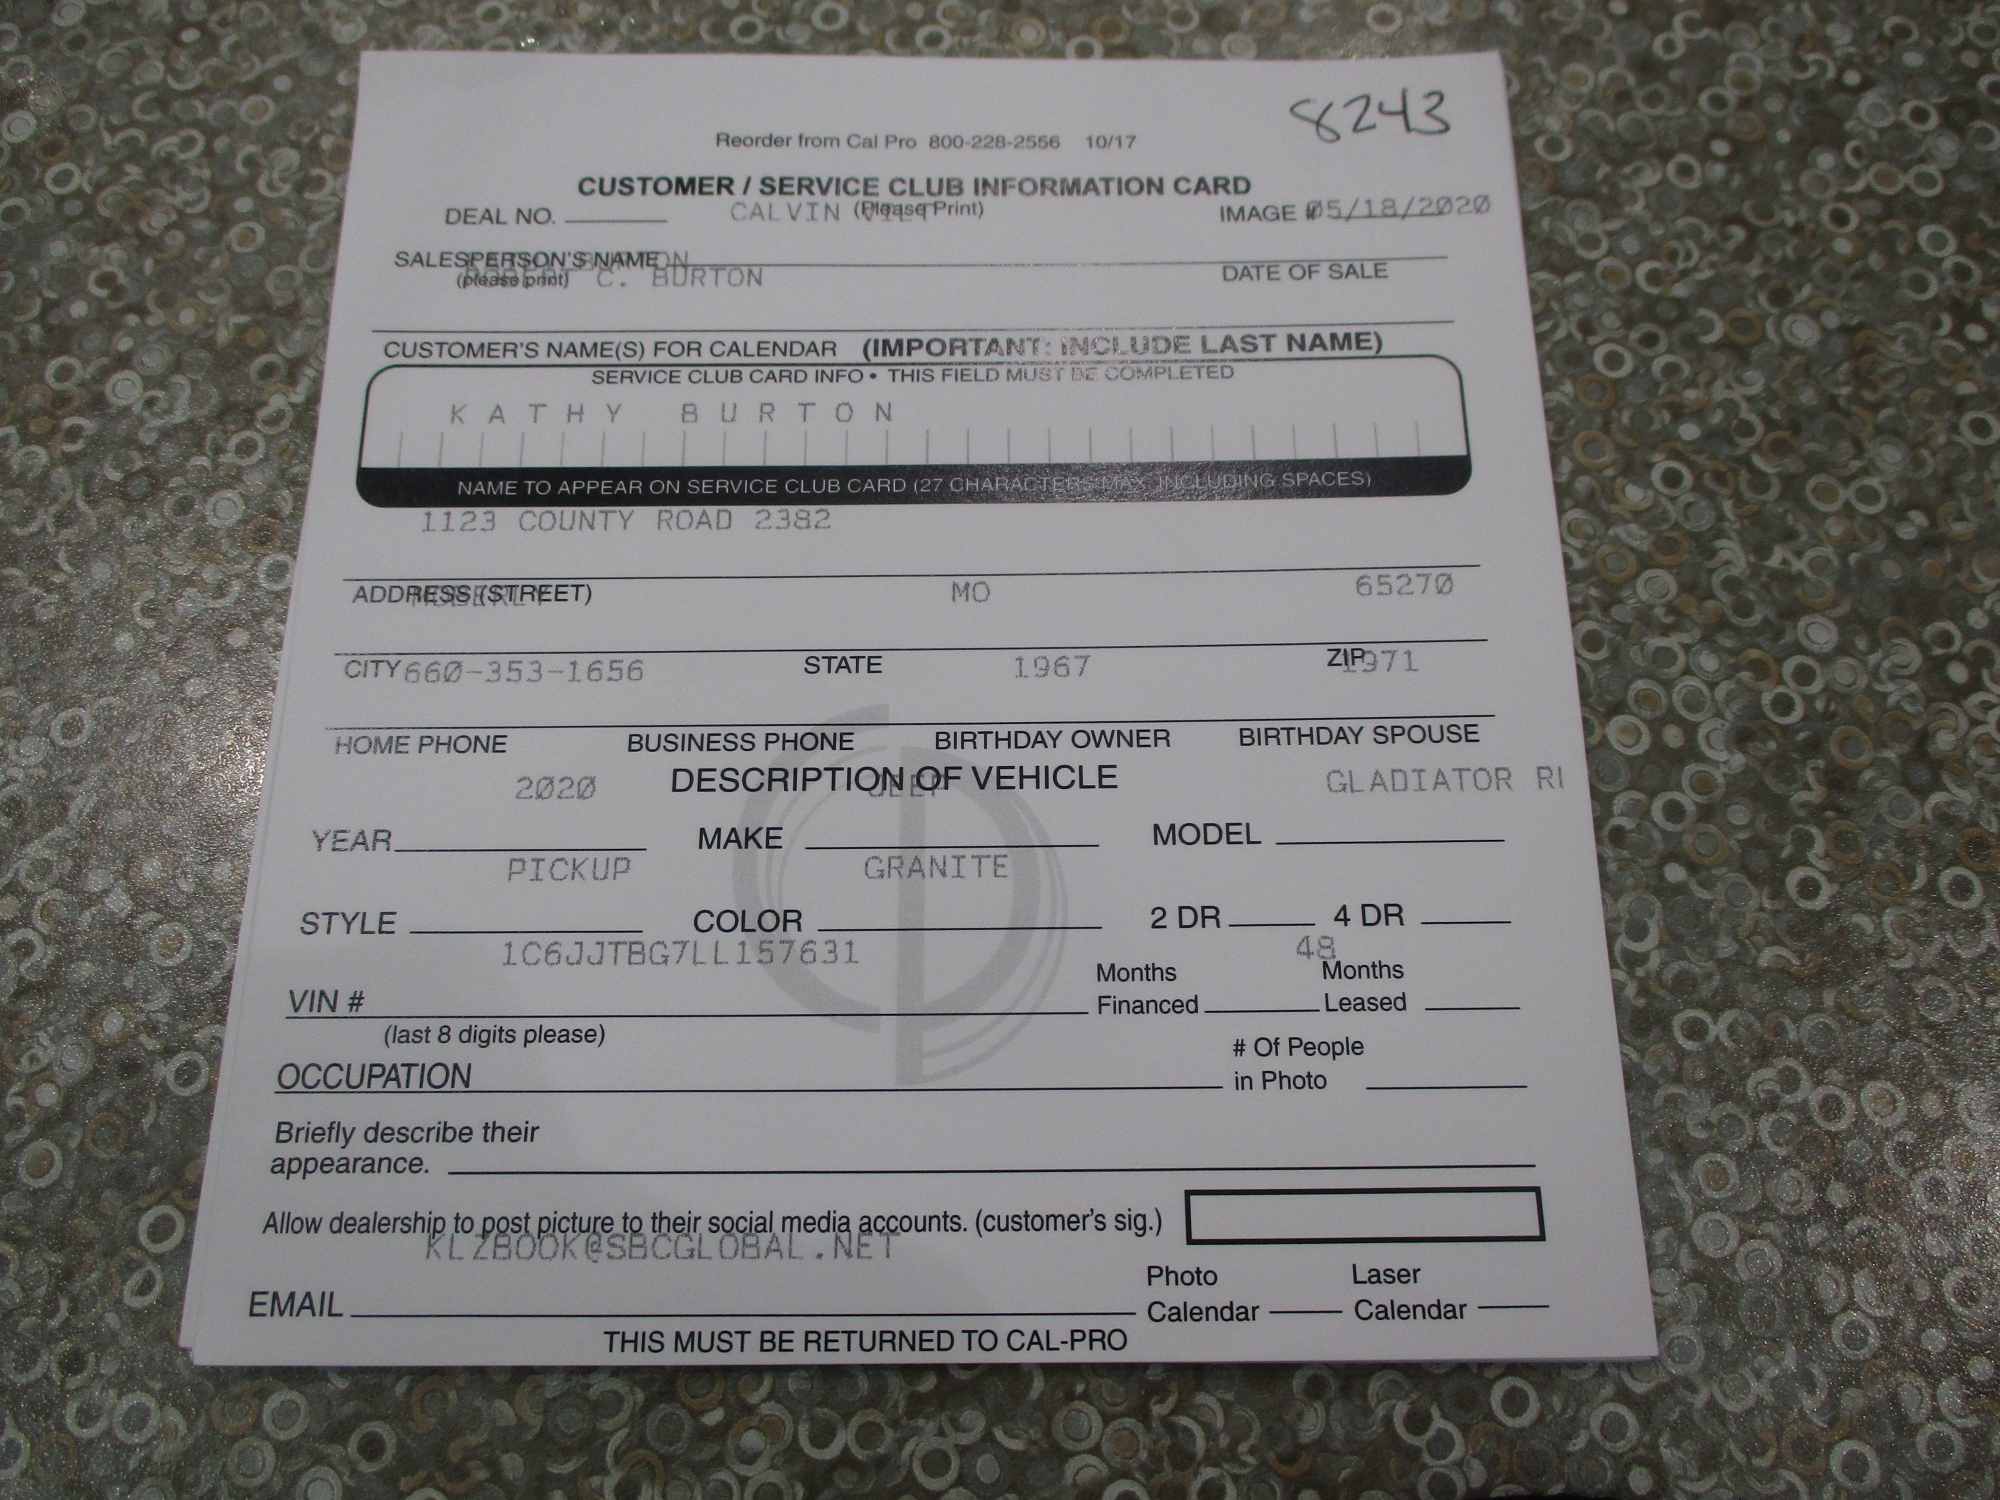 8243
Reorder from Cal Pro 800-228-2556 10/17
CUSTOMER / SERVICE CLUB INFORMATION CARD
DEAL NO. CALVIN (Please Print) IMAGE # 05/18/2020
SALESPERSON'S NAME
(please print) C. BURTON DATE OF SALE
CUSTOMER'S NAME(S) FOR CALENDAR (IMPORTANT: INCLUDE LAST NAME)
SERVICE CLUB CARD INFO • THIS FIELD MUST BE COMPLETED
KATHY BURTON
NAME TO APPEAR ON SERVICE CLUB CARD (27 CHARACTERS MAX, INCLUDING SPACES)
1123 COUNTY ROAD 2382
ADDRESS (STREET) MO 65270
CITY 660-353-1656 STATE 1967 ZIP 1971
HOME PHONE BUSINESS PHONE BIRTHDAY OWNER BIRTHDAY SPOUSE
2020 DESCRIPTION OF VEHICLE JEEP GLADIATOR RU
YEAR MAKE MODEL
PICKUP GRANITE
STYLE COLOR 2 DR 4 DR
1C6JJTBG7LL157631 48
VIN # Months Financed Months Leased
(last 8 digits please)
OCCUPATION # Of People in Photo
Briefly describe their
appearance.
Allow dealership to post picture to their social media accounts. (customer's sig.)
KLZBOOK@SBCGLOBAL.NET
EMAIL Photo Calendar Laser Calendar
THIS MUST BE RETURNED TO CAL-PRO